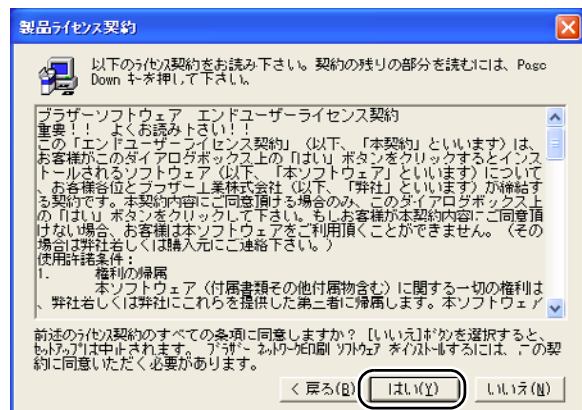 製品ライセンス契約
以下のライセンス契約をお読み下さい。契約の残りの部分を読むには、Page
Down キーを押して下さい。
ブラザーソフトウェア エンドユーザーライセンス契約
重要!! よくお読み下さい!!
この「エンドユーザーライセンス契約」（以下、「本契約」といいます）は、
お客様がこのダイアログボックス上の「はい」ボタンをクリックするとインス
トールされるソフトウェア（以下、「本ソフトウェア」といいます）について
、お客様各位とブラザー工業株式会社（以下、「弊社」といいます）が締結す
る契約です。本契約内容にご同意頂ける場合のみ、このダイアログボックス上
の「はい」ボタンをクリックして下さい。もしお客様が本契約内容にご同意頂
けない場合、お客様は本ソフトウェアをご利用頂くことができません。（その
場合は弊社若しくは購入元にご連絡下さい。）
使用許諾条件：
1. 権利の帰属
本ソフトウェア（付属書類その他付属物含む）に関する一切の権利は
、弊社若しくは弊社にこれらを提供した第三者に帰属します。本ソフトウェア
前述のライセンス契約のすべての条項に同意しますか？ [いいえ]ボタンを選択すると、
セットアップは中止されます。 ブラザー ネットワーク印刷 ソフトウェア をインストールするには、この契
約に同意いただく必要があります。
< 戻る(B) はい(Y) いいえ(N)